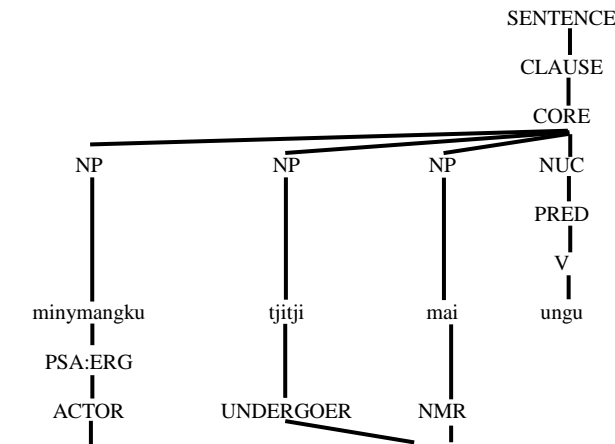 SENTENCE
CLAUSE
CORE
NP NP NP NUC
PRED
V
minymangku tjitji mai ungu
PSA:ERG
ACTOR UNDERGOER NMR